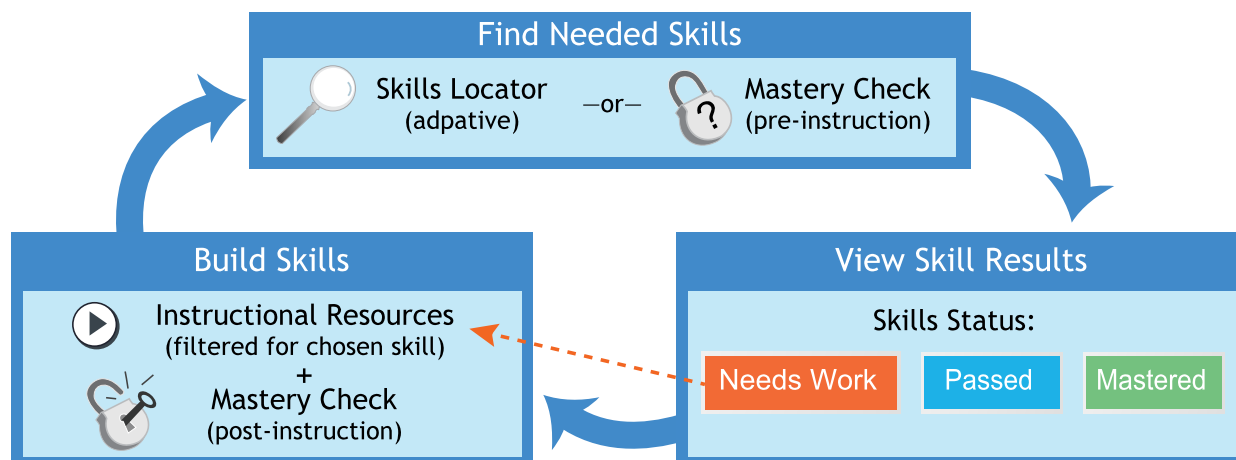 Find Needed Skills
Skills Locator
(adpative)
—or—
?
Mastery Check
(pre-instruction)
Build Skills
Instructional Resources
(filtered for chosen skill)
+
Mastery Check
(post-instruction)
View Skill Results
Skills Status:
Needs Work
Passed
Mastered